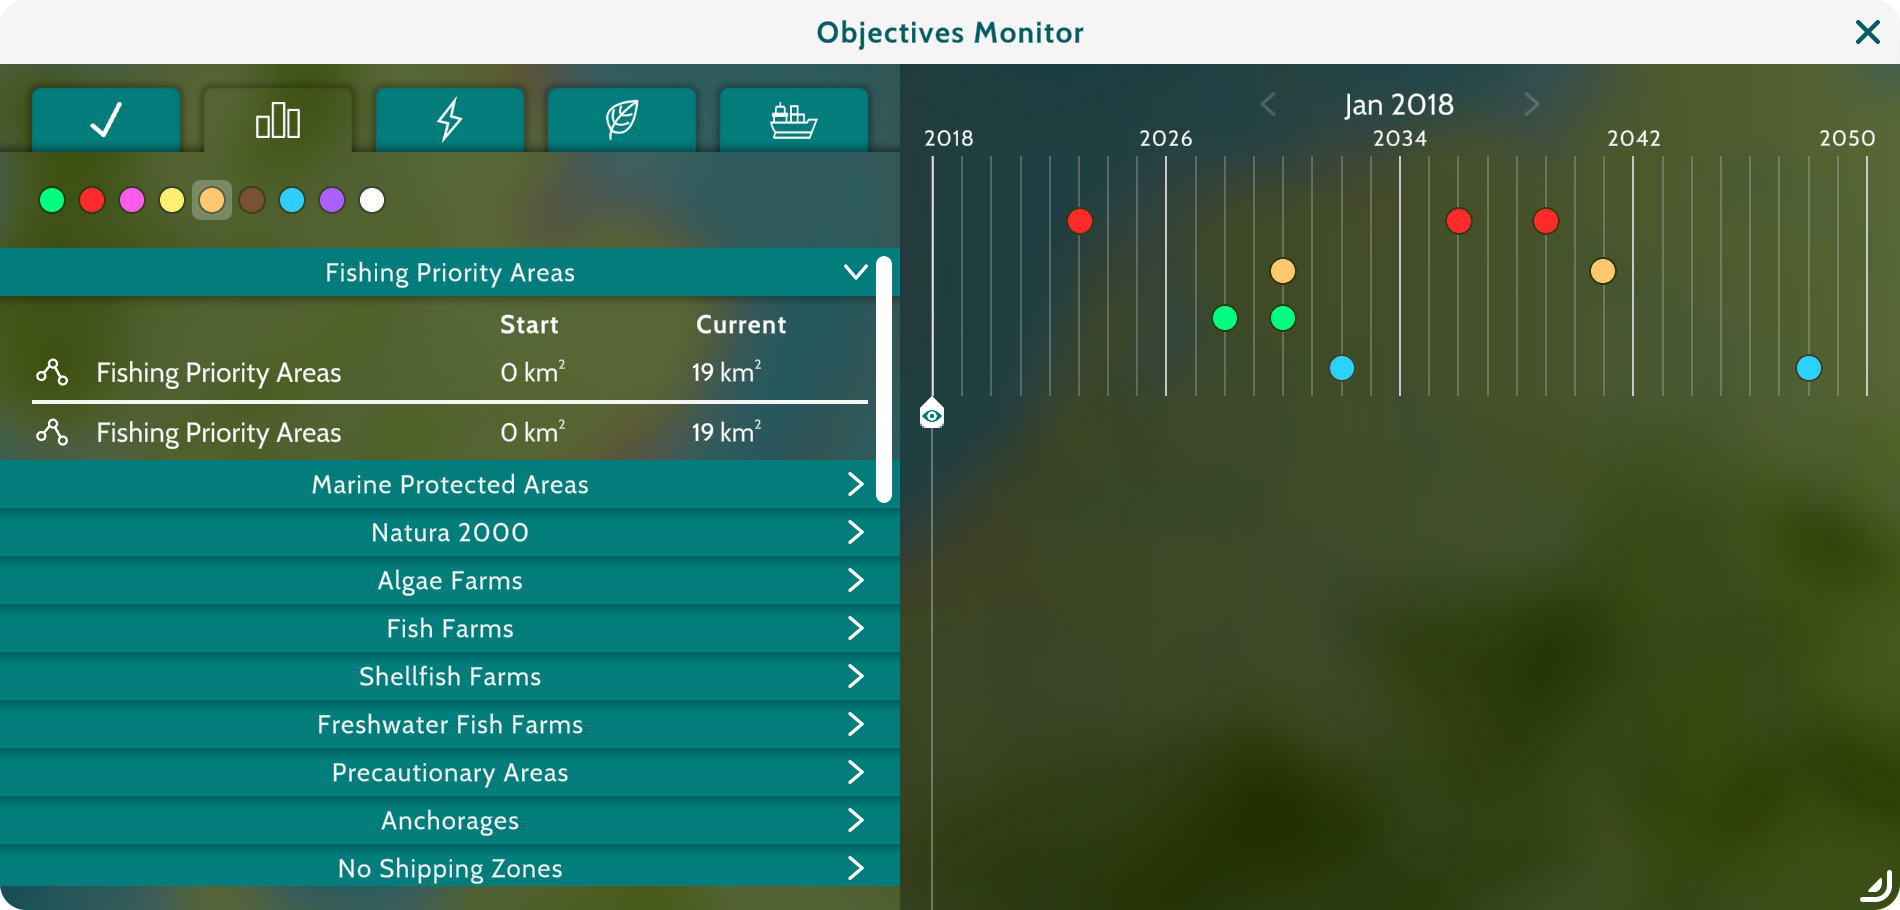 Objectives Monitor
Jan 2018
2018 2026 2034 2042 2050
Fishing Priority Areas
Start Current
Fishing Priority Areas 0 km² 19 km²
Fishing Priority Areas 0 km² 19 km²
Marine Protected Areas
Natura 2000
Algae Farms
Fish Farms
Shellfish Farms
Freshwater Fish Farms
Precautionary Areas
Anchorages
No Shipping Zones